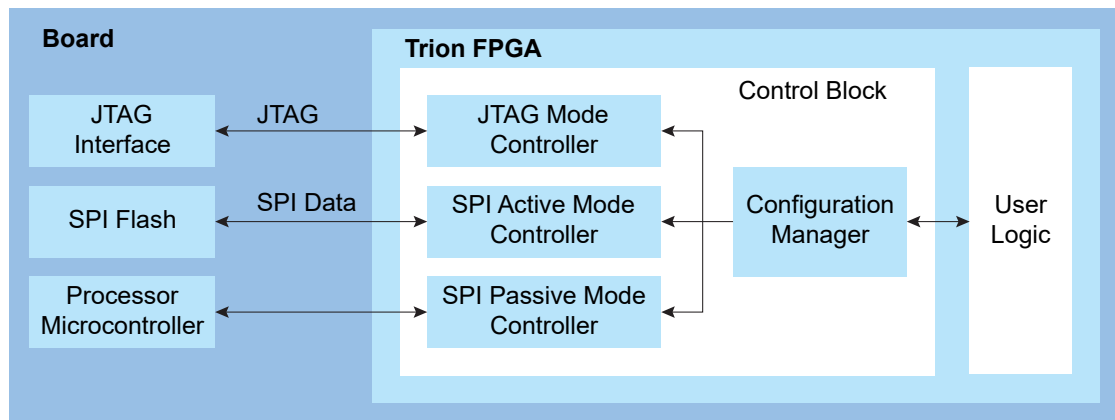 Board
Trion FPGA
Control Block
JTAG
Interface
JTAG
JTAG Mode
Controller
SPI Flash
SPI Data
SPI Active Mode
Controller
Configuration
Manager
User
Logic
Processor
Microcontroller
SPI Passive Mode
Controller